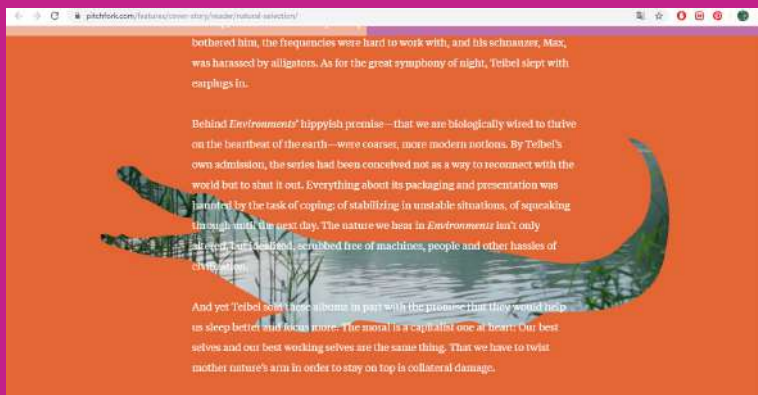 pitchfork.com/features/cover-story/reader/natural-selection/
bothered him, the frequencies were hard to work with, and his schnauzer, Max,
was harassed by alligators. As for the great symphony of night, Teibel slept with
earplugs in.
Behind Environments' hippyish premise—that we are biologically wired to thrive
on the heartbeat of the earth—were coarser, more modern notions. By Teibel's
own admission, the series had been conceived not as a way to reconnect with the
world but to shut it out. Everything about its packaging and presentation was
haunted by the task of coping: of stabilizing in unstable situations, of squeaking
through until the next day. The nature we hear in Environments isn't only
altered, but idealized, scrubbed free of machines, people and other hassles of
civilization.
And yet Teibel sold these albums in part with the promise that they would help
us sleep better and focus more. The moral is a capitalist one at heart: Our best
selves and our best working selves are the same thing. That we have to twist
mother nature's arm in order to stay on top is collateral damage.